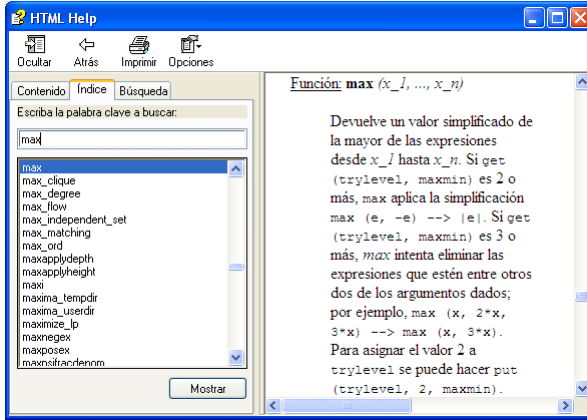 HTML Help
Ocultar Atrás Imprimir Opciones
Contenido Índice Búsqueda
Escriba la palabra clave a buscar:
max
max
max_clique
max_degree
max_flow
max_independent_set
max_matching
max_ord
maxapplydepth
maxapplyheight
maxi
maxima_tempdir
maxima_userdir
maximize_lp
maxnegex
maxposex
maxpsifracdenom
Mostrar
Función: max (x_1, ..., x_n)
Devuelve un valor simplificado de
la mayor de las expresiones
desde x_1 hasta x_n. Si get
(trylevel, maxmin) es 2 o
más, max aplica la simplificación
max (e, -e) --> |e|. Si get
(trylevel, maxmin) es 3 o
más, max intenta eliminar las
expresiones que estén entre otros
dos de los argumentos dados;
por ejemplo, max (x, 2*x,
3*x) --> max (x, 3*x).
Para asignar el valor 2 a
trylevel se puede hacer put
(trylevel, 2, maxmin).